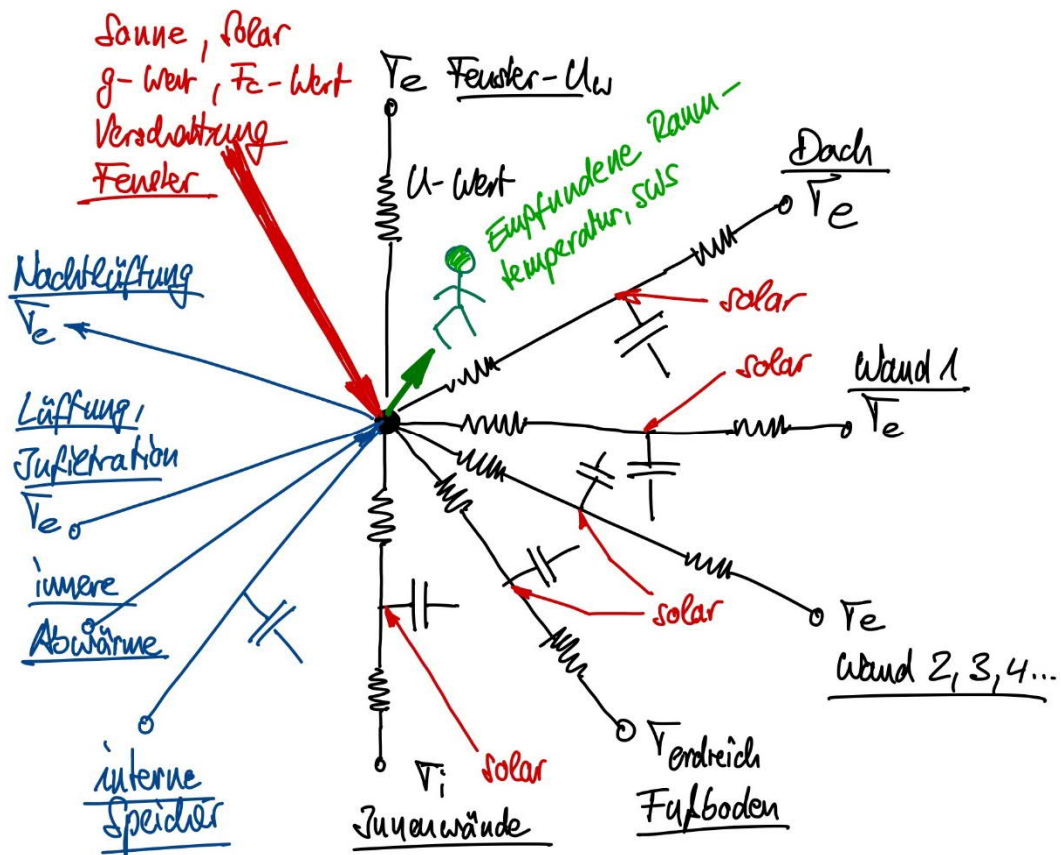 Sonne, Solar
g-Wert, Fc-Wert
Verschattung
Fenster
Te Fenster-Uw
U-Wert
Empfundene Raum-
temperatur, sws
Dach
Te
solar
Nachtlüftung
Te
solar
Wand 1
Te
Lüftung,
Infiltration
Te
innere
Abwärme
solar
Te
Wand 2, 3, 4...
interne
Speicher
Ti
solar
Innenwände
Terdreich
Fußboden